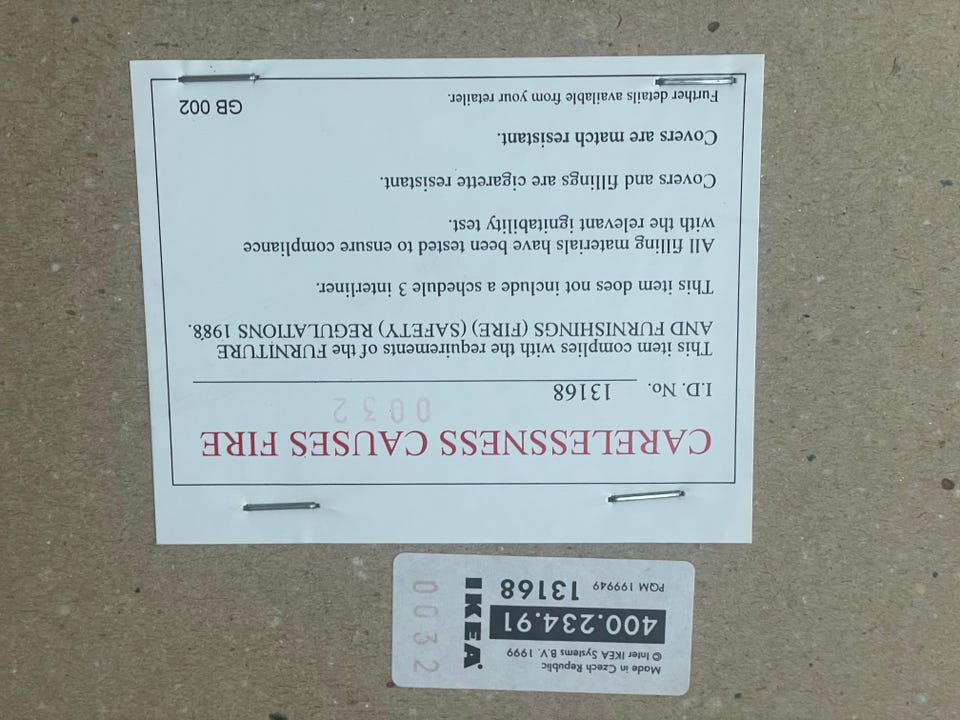 CARELESSNESS CAUSES FIRE
0032
I.D. No. 13168
This item complies with the requirements of the FURNITURE
AND FURNISHINGS (FIRE) (SAFETY) REGULATIONS 1988.
This item does not include a schedule 3 interliner.
All filling materials have been tested to ensure compliance
with the relevant ignitability test.
Covers and fillings are cigarette resistant.
Covers are match resistant.
Further details available from your retailer.
GB 002
Made in Czech Republic
© Inter IKEA Systems B.V. 1999
400.234.91
PQM 199949 13168
IKEA
0032